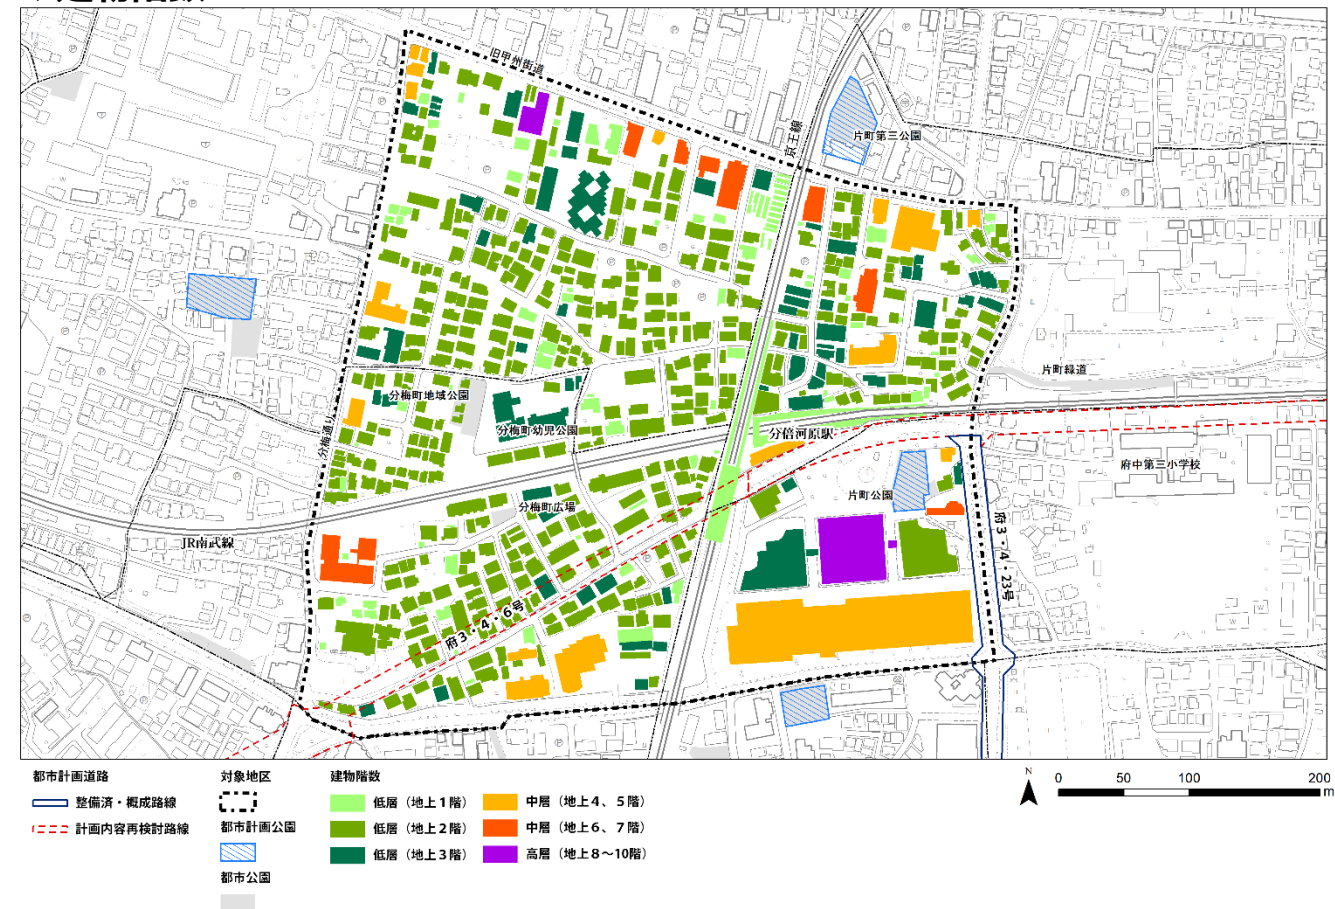 旧甲州街道
京王線
片町第三公園
片町緑道
分梅町地域公園
分梅通り
分梅町幼児公園
分倍河原駅
府中第三小学校
片町公園
分梅町広場
JR南武線
府3・4・23号
府3・4・6号
都市計画道路
整備済・概成路線
計画内容再検討路線
対象地区
都市計画公園
都市公園
建物階数
低層（地上1階）
低層（地上2階）
低層（地上3階）
中層（地上4、5階）
中層（地上6、7階）
高層（地上8～10階）
N
0 50 100 200
m